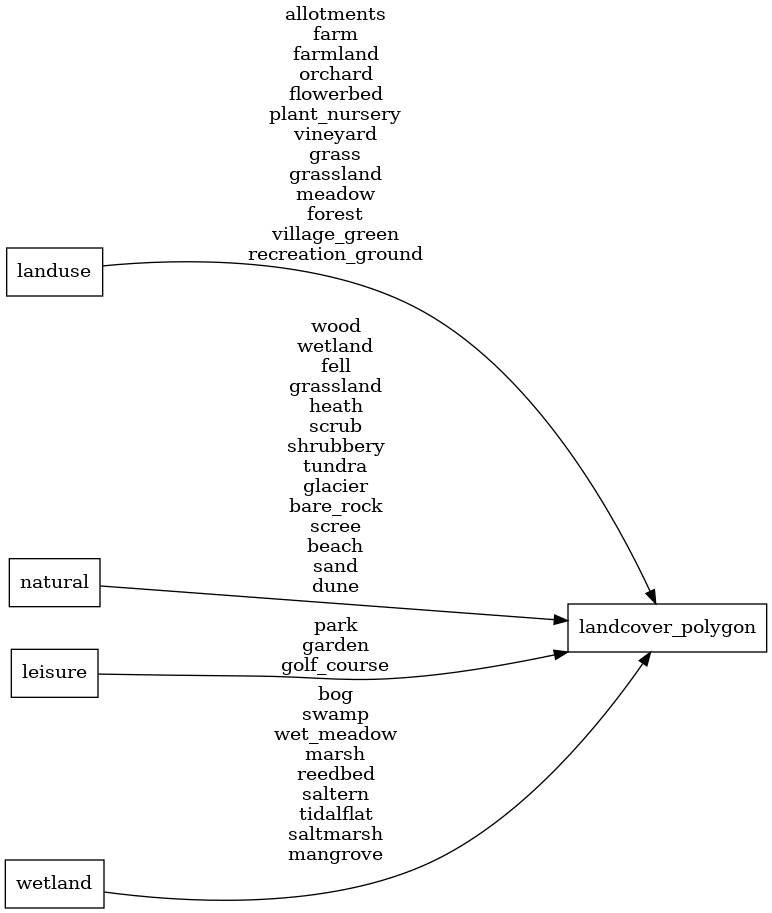 allotments
farm
farmland
orchard
flowerbed
plant_nursery
vineyard
grass
grassland
meadow
forest
village_green
recreation_ground
landuse
wood
wetland
fell
grassland
heath
scrub
shrubbery
tundra
glacier
bare_rock
scree
beach
sand
dune
natural
park
garden
golf_course
leisure
landcover_polygon
bog
swamp
wet_meadow
marsh
reedbed
saltern
tidalflat
saltmarsh
mangrove
wetland